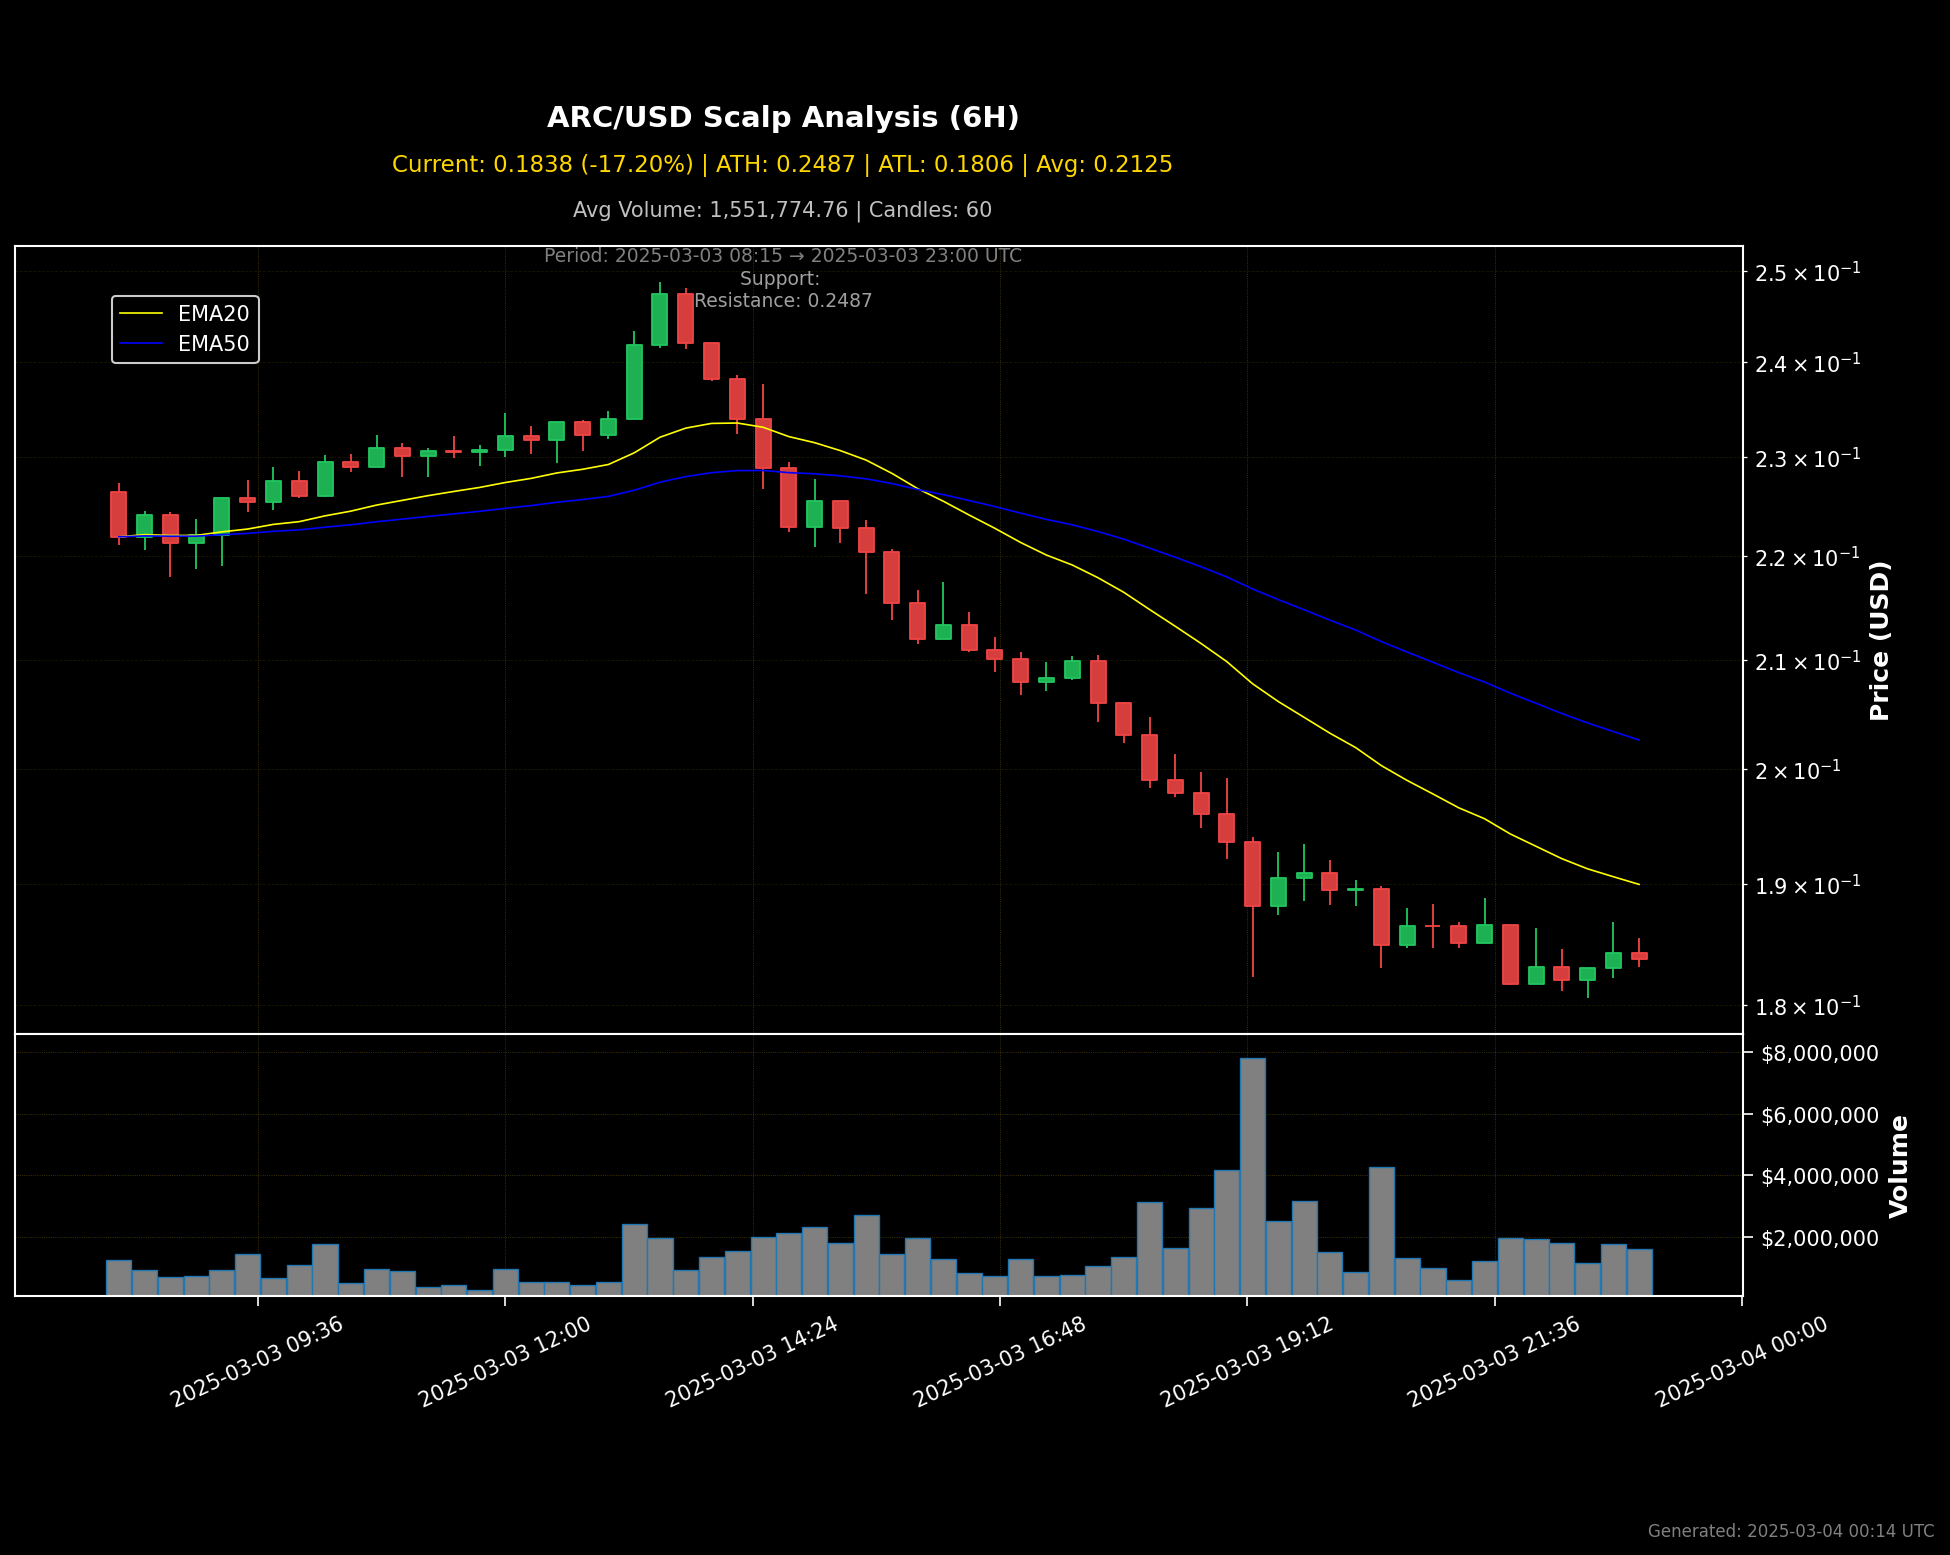 ARC/USD Scalp Analysis (6H)
Current: 0.1838 (-17.20%) | ATH: 0.2487 | ATL: 0.1806 | Avg: 0.2125
Avg Volume: 1,551,774.76 | Candles: 60
Period: 2025-03-03 08:15 → 2025-03-03 23:00 UTC
Support:
Resistance: 0.2487
EMA20
EMA50
2.5 × 10⁻¹
2.4 × 10⁻¹
2.3 × 10⁻¹
2.2 × 10⁻¹
2.1 × 10⁻¹
2 × 10⁻¹
1.9 × 10⁻¹
1.8 × 10⁻¹
Price (USD)
$8,000,000
$6,000,000
$4,000,000
$2,000,000
Volume
2025-03-03 09:36
2025-03-03 12:00
2025-03-03 14:24
2025-03-03 16:48
2025-03-03 19:12
2025-03-03 21:36
2025-03-04 00:00
Generated: 2025-03-04 00:14 UTC